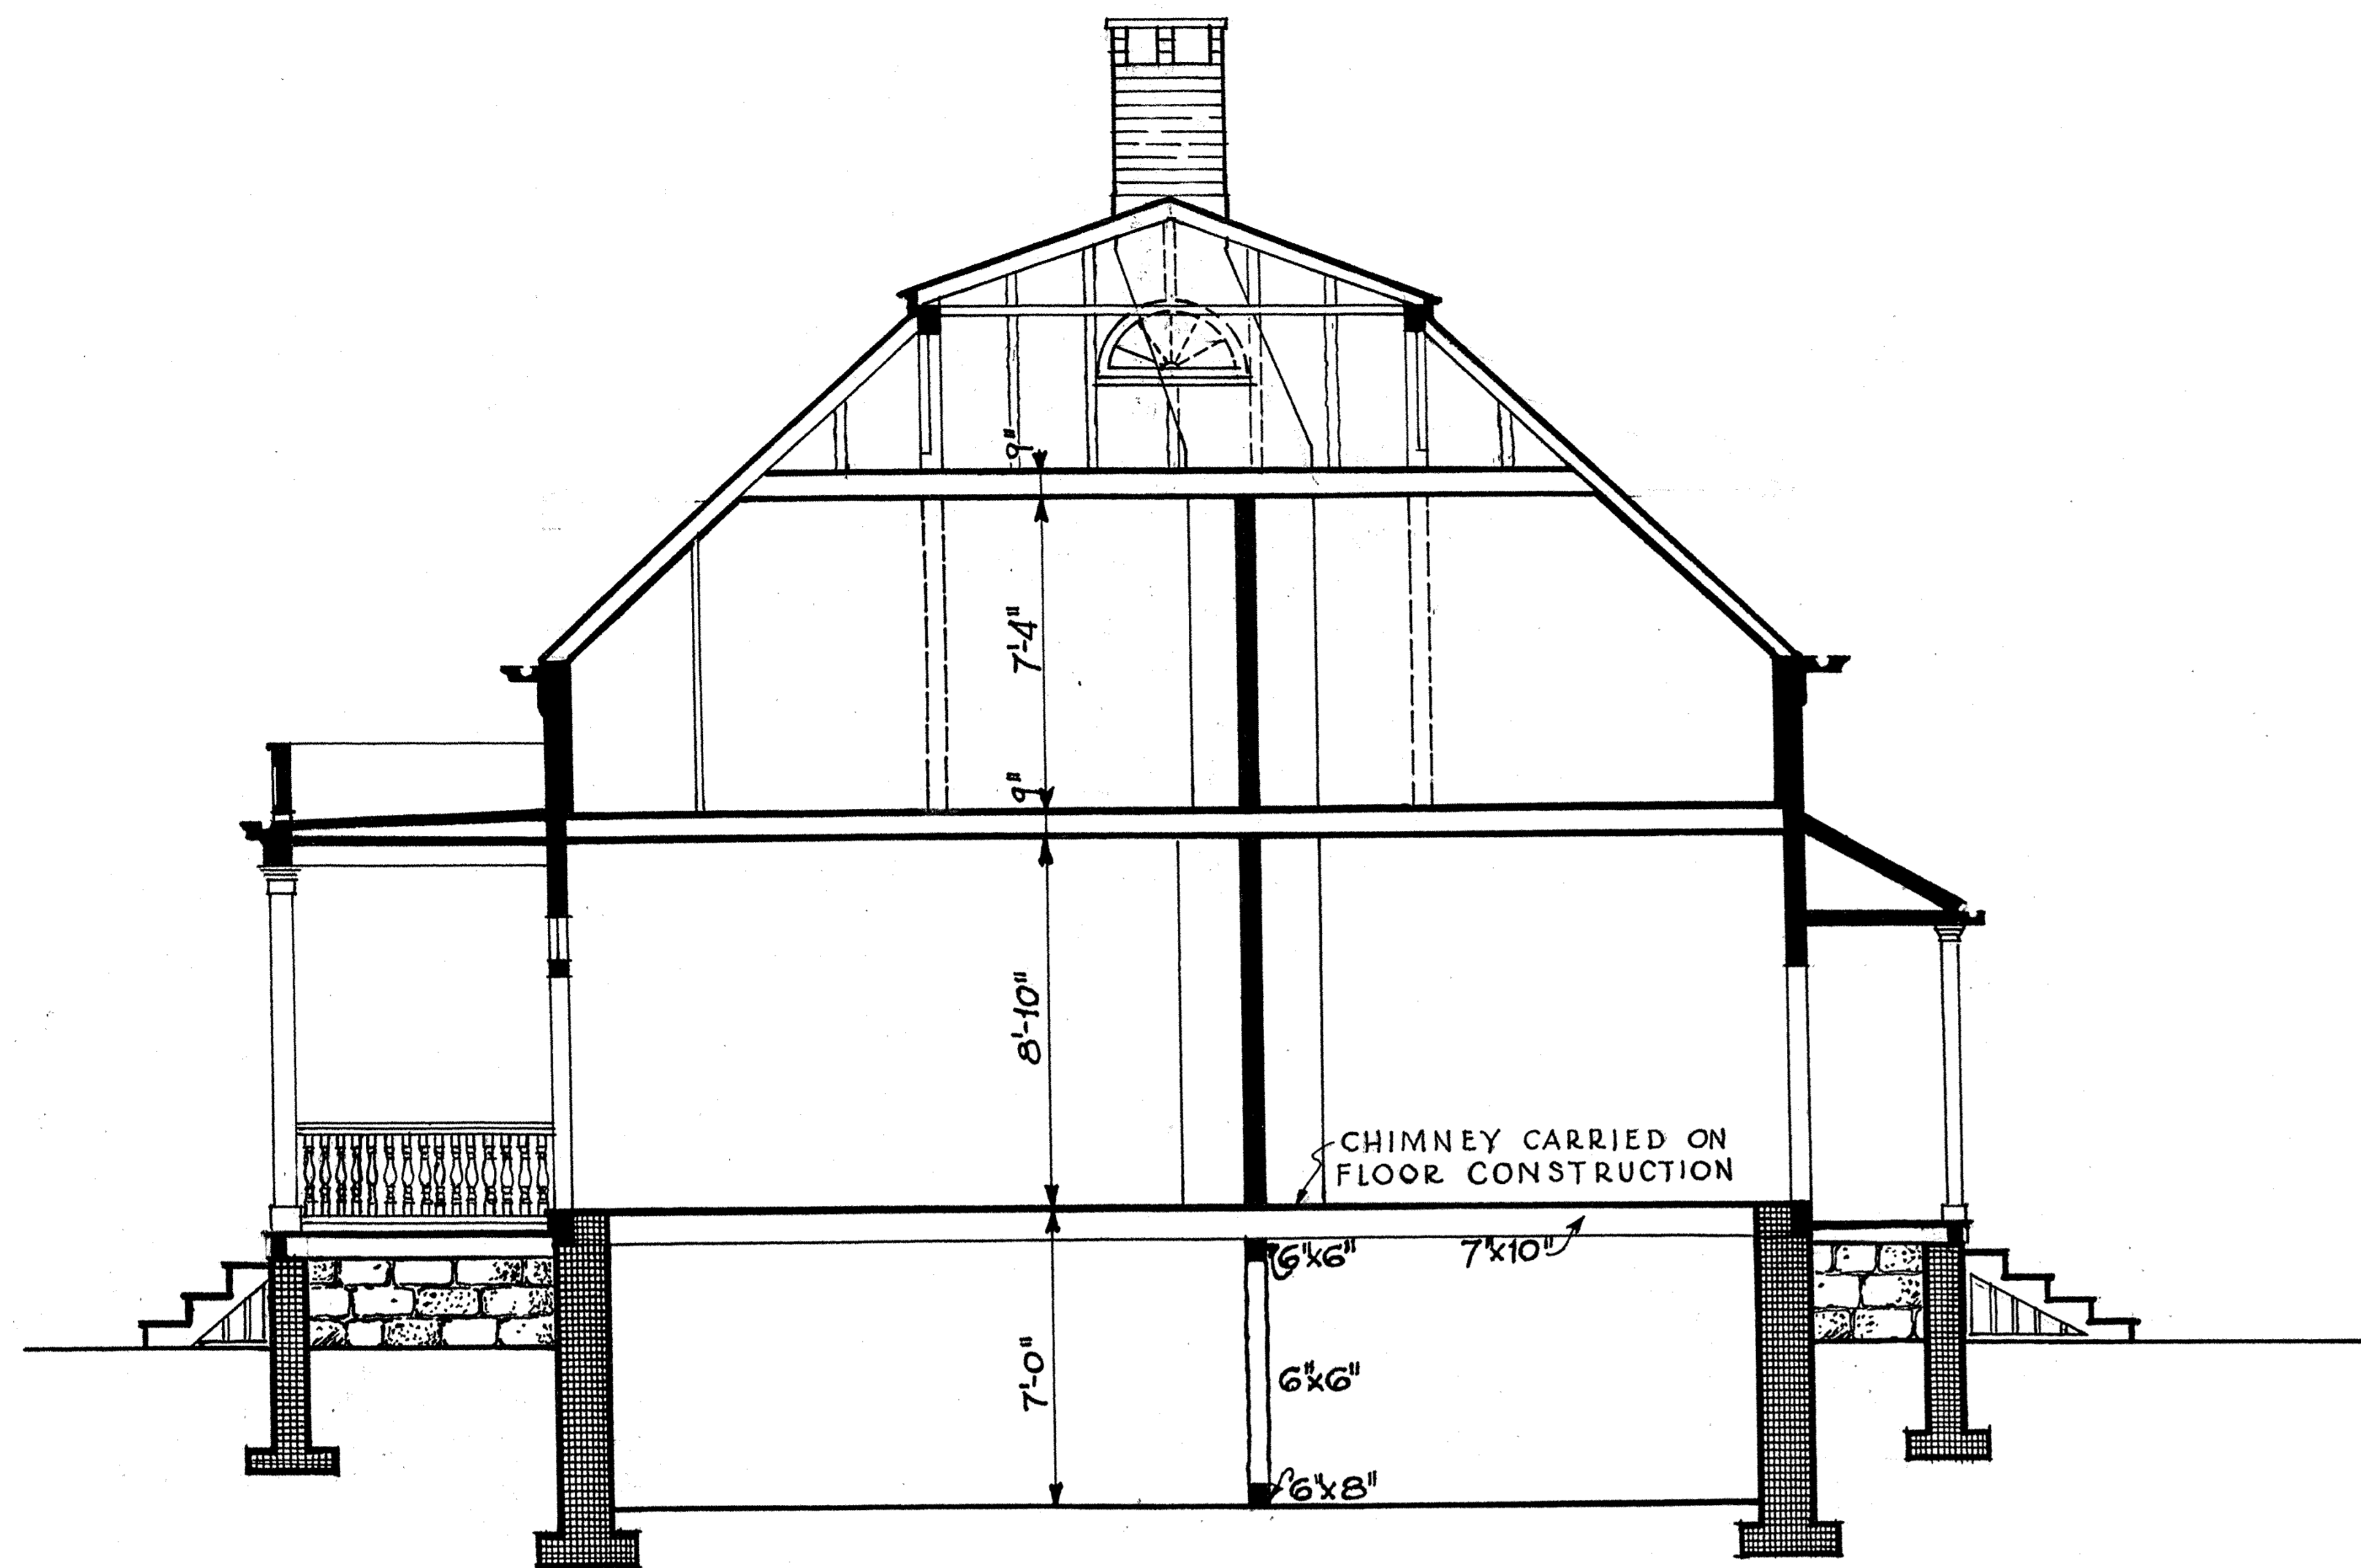 9"
7'-4"
9"
8'-10"
CHIMNEY CARRIED ON
FLOOR CONSTRUCTION
6"x6"
7"x10"
7'-0"
6"x6"
6"x8"